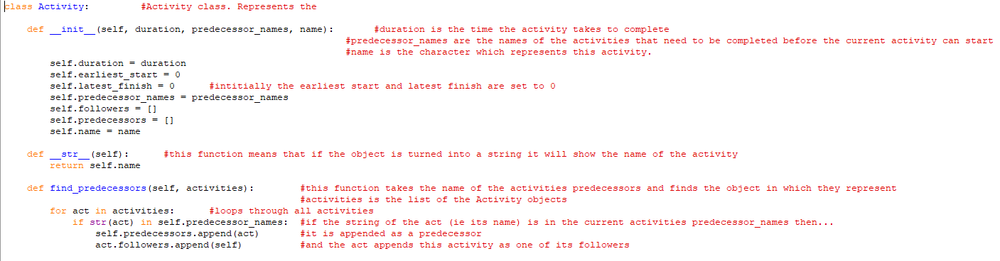 class Activity:         #Activity class. Represents the
    def __init__(self, duration, predecessor_names, name):       #duration is the time the activity takes to complete
                                                            #predecessor_names are the names of the activities that need to be completed before the current activity can start
                                                            #name is the character which represents this activity.
        self.duration = duration
        self.earliest_start = 0
        self.latest_finish = 0      #intitially the earliest start and latest finish are set to 0
        self.predecessor_names = predecessor_names
        self.followers = []
        self.predecessors = []
        self.name = name
    def __str__(self):      #this function means that if the object is turned into a string it will show the name of the activity
        return self.name
    def find_predecessors(self, activities):        #this function takes the name of the activities predecessors and finds the object in which they represent
                                                    #activities is the list of the Activity objects
        for act in activities:      #loops through all activities
            if str(act) in self.predecessor_names:  #if the string of the act (ie its name) is in the current activities predecessor_names then...
                self.predecessors.append(act)       #it is appended as a predecessor
                act.followers.append(self)          #and the act appends this activity as one of its followers